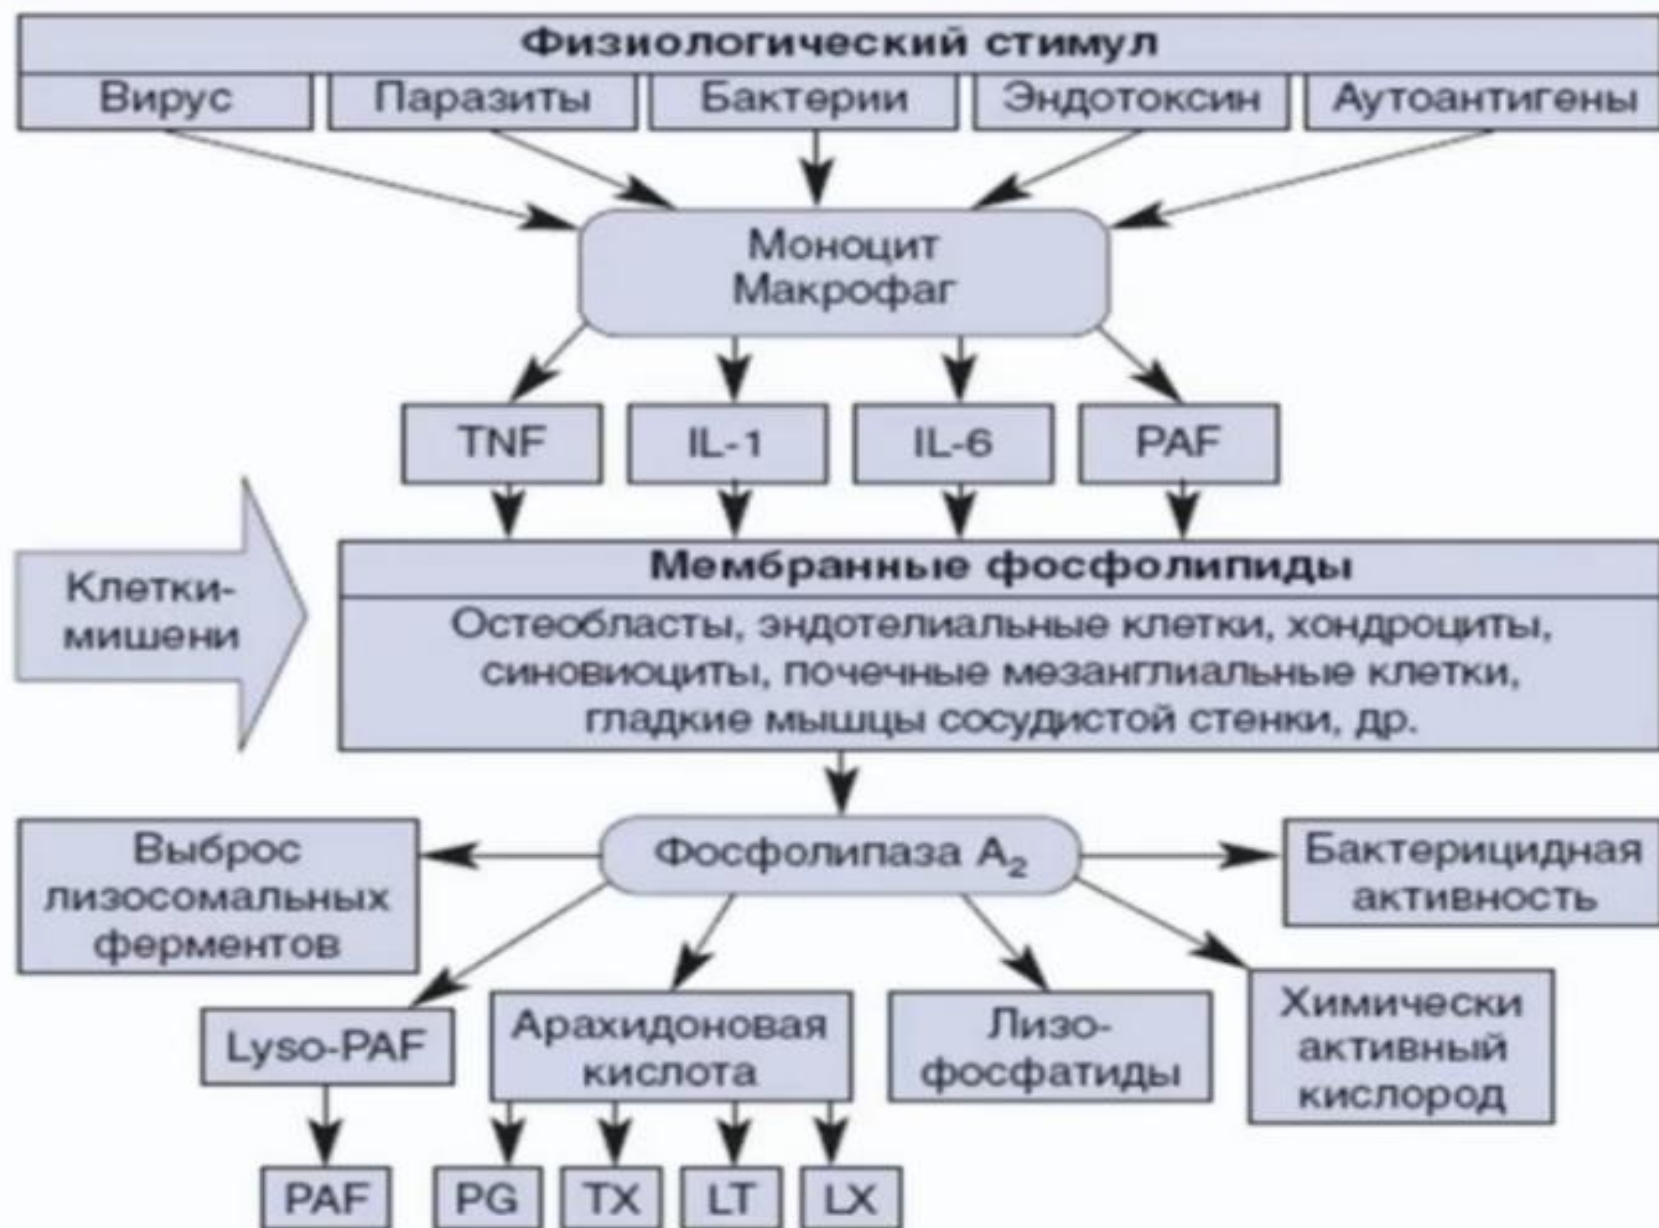 Физиологический стимул
Вирус
Паразиты
Бактерии
Эндотоксин
Аутоантигены
Моноцит
Макрофаг
TNF
IL-1
IL-6
PAF
Клетки-
мишени
Мембранные фосфолипиды
Остеобласты, эндотелиальные клетки, хондроциты,
синовиоциты, почечные мезанглиальные клетки,
гладкие мышцы сосудистой стенки, др.
Выброс
лизосомальных
ферментов
Фосфолипаза A₂
Бактерицидная
активность
Lyso-PAF
Арахидоновая
кислота
Лизо-
фосфатиды
Химически
активный
кислород
PAF
PG
TX
LT
LX